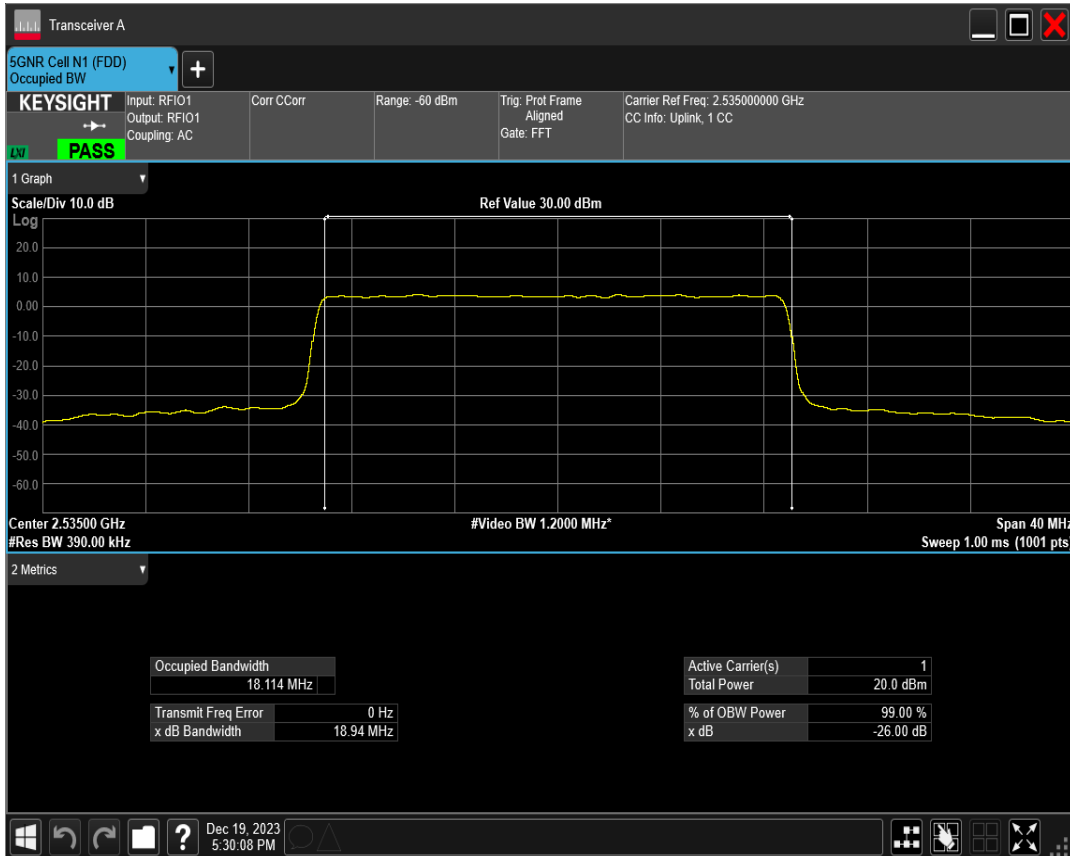 Transceiver A
5GNR Cell N1 (FDD)
Occupied BW
+
KEYSIGHT
LXI
PASS
Input: RFIO1
Output: RFIO1
Coupling: AC
Corr CCorr
Range: -60 dBm
Trig: Prot Frame
Aligned
Gate: FFT
Carrier Ref Freq: 2.535000000 GHz
CC Info: Uplink, 1 CC
1 Graph
Scale/Div 10.0 dB
Ref Value 30.00 dBm
Log
20.0
10.0
0.00
-10.0
-20.0
-30.0
-40.0
-50.0
-60.0
Center 2.53500 GHz
#Video BW 1.2000 MHz*
Span 40 MHz
#Res BW 390.00 kHz
Sweep 1.00 ms (1001 pts)
2 Metrics
Occupied Bandwidth
18.114 MHz
Transmit Freq Error 0 Hz
x dB Bandwidth 18.94 MHz
Active Carrier(s) 1
Total Power 20.0 dBm
% of OBW Power 99.00 %
x dB -26.00 dB
?
Dec 19, 2023
5:30:08 PM